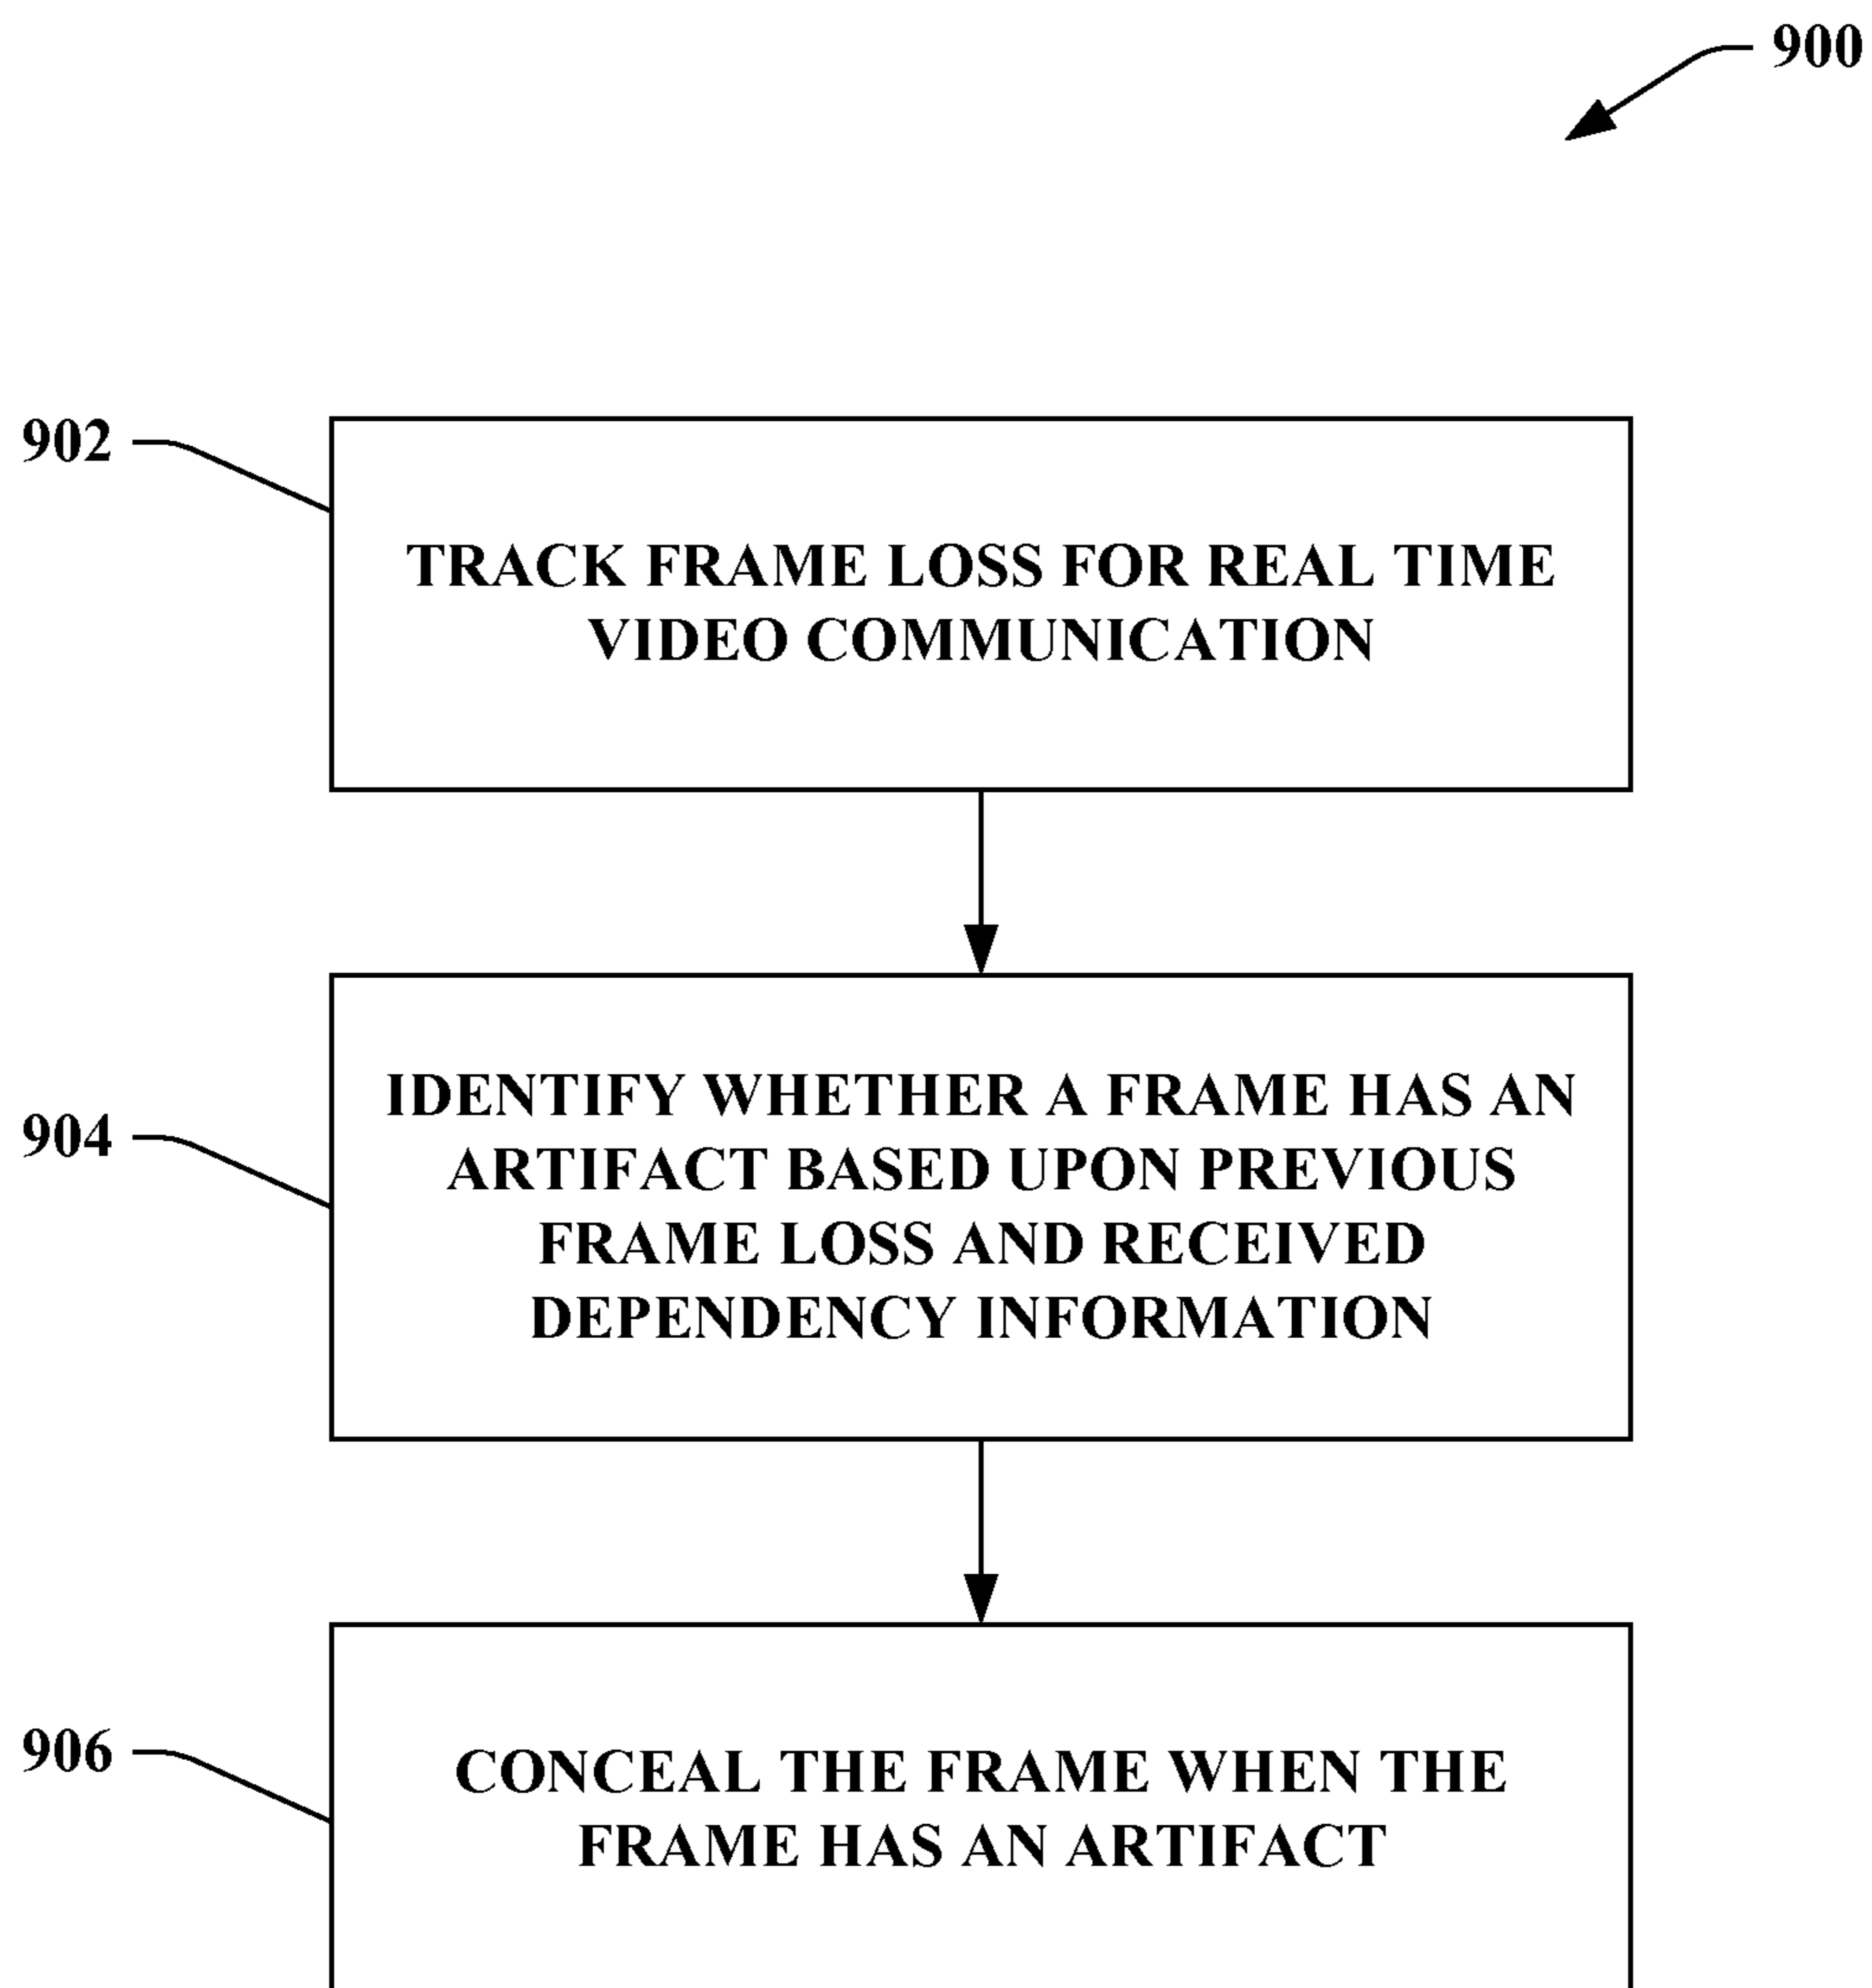 900
902
TRACK FRAME LOSS FOR REAL TIME
VIDEO COMMUNICATION
904
IDENTIFY WHETHER A FRAME HAS AN
ARTIFACT BASED UPON PREVIOUS
FRAME LOSS AND RECEIVED
DEPENDENCY INFORMATION
906
CONCEAL THE FRAME WHEN THE
FRAME HAS AN ARTIFACT